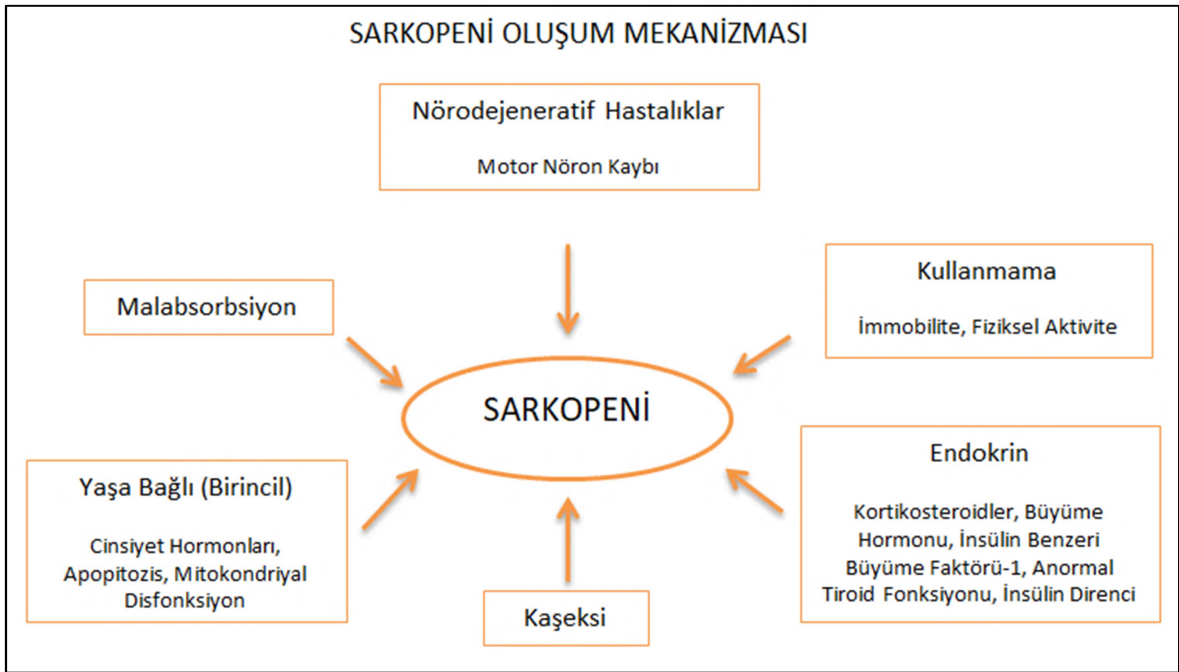 SARKOPENİ OLUŞUM MEKANİZMASI
Nörodejeneratif Hastalıklar
Motor Nöron Kaybı
Malabsorbsiyon
Kullanmama
İmmobilite, Fiziksel Aktivite
SARKOPENİ
Yaşa Bağlı (Birincil)
Cinsiyet Hormonları,
Apopitozis, Mitokondriyal
Disfonksiyon
Kaşeksi
Endokrin
Kortikosteroidler, Büyüme
Hormonu, İnsülin Benzeri
Büyüme Faktörü-1, Anormal
Tiroid Fonksiyonu, İnsülin Direnci